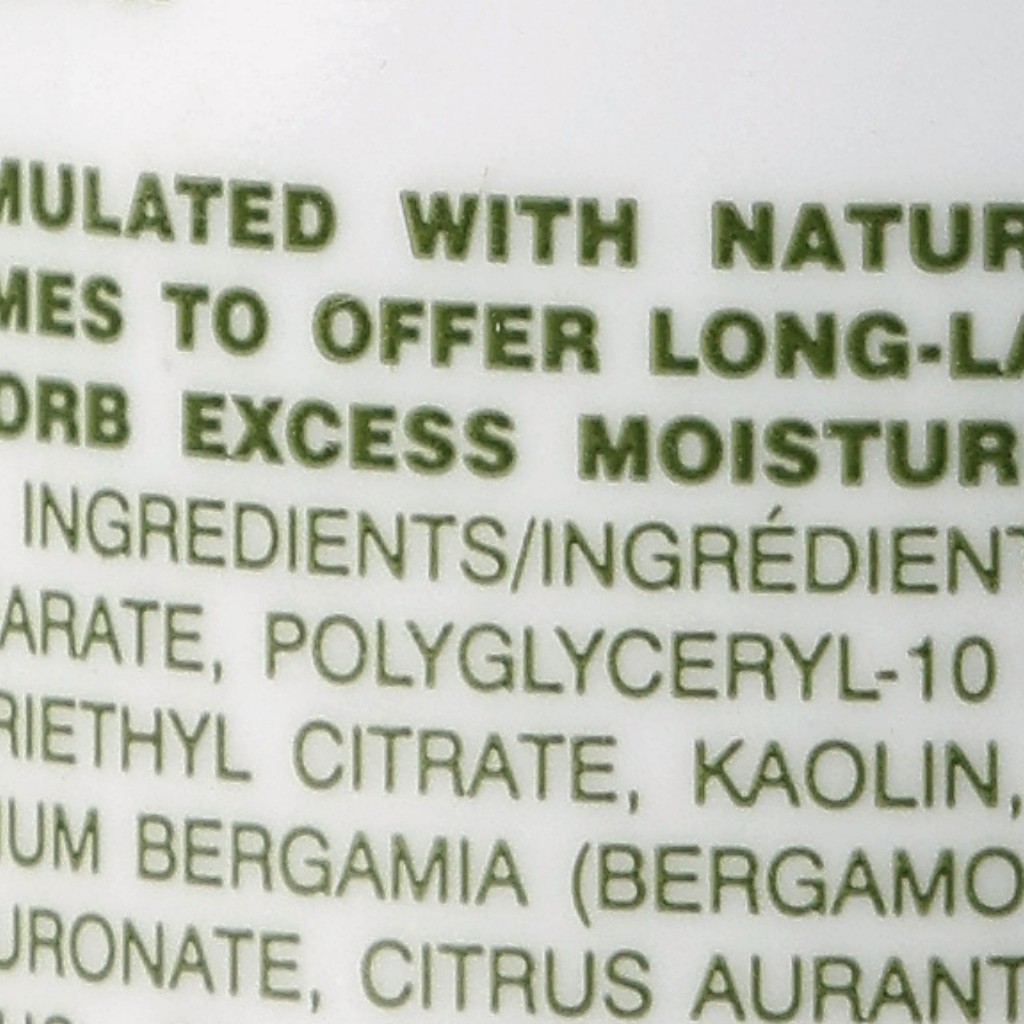 MULATED WITH NATUR
MES TO OFFER LONG-LA
ORB EXCESS MOISTUR
INGREDIENTS/INGRÉDIENT
ARATE, POLYGLYCERYL-10
RIETHYL CITRATE, KAOLIN,
IUM BERGAMIA (BERGAMO
URONATE, CITRUS AURANT